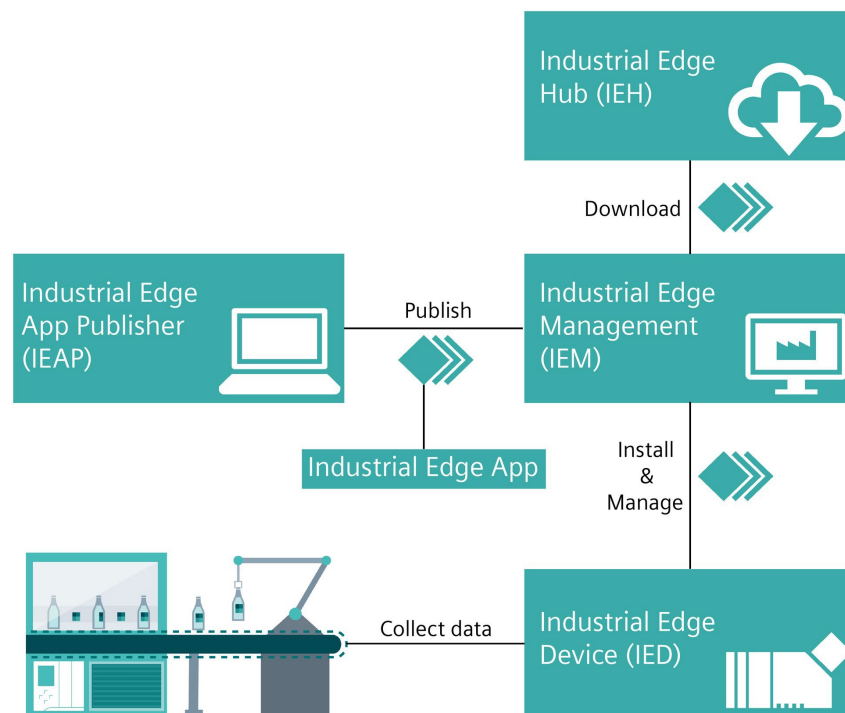 Industrial Edge
Hub (IEH)
Download
Industrial Edge
App Publisher
(IEAP)
Publish
Industrial Edge
Management
(IEM)
Industrial Edge App
Install
&
Manage
Collect data
Industrial Edge
Device (IED)